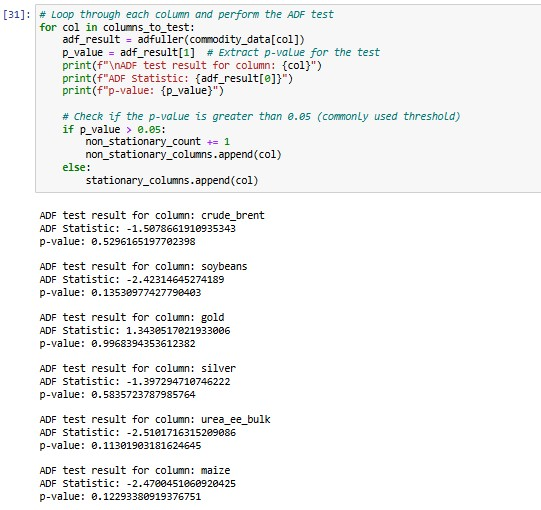 [31]: # Loop through each column and perform the ADF test
for col in columns_to_test:
adf_result = adfuller(commodity_data[col])
p_value = adf_result[1] # Extract p-value for the test
print(f"\nADF test result for column: {col}")
print(f"ADF Statistic: {adf_result[0]}")
print(f"p-value: {p_value}")
# Check if the p-value is greater than 0.05 (commonly used threshold)
if p_value > 0.05:
non_stationary_count += 1
non_stationary_columns.append(col)
else:
stationary_columns.append(col)
ADF test result for column: crude_brent
ADF Statistic: -1.5078661910935343
p-value: 0.5296165197702398
ADF test result for column: soybeans
ADF Statistic: -2.42314645274189
p-value: 0.13530977427790403
ADF test result for column: gold
ADF Statistic: 1.3430517021933006
p-value: 0.9968394353612382
ADF test result for column: silver
ADF Statistic: -1.397294710746222
p-value: 0.5835723787985764
ADF test result for column: urea_ee_bulk
ADF Statistic: -2.5101716315209086
p-value: 0.11301903181624645
ADF test result for column: maize
ADF Statistic: -2.4700451060920425
p-value: 0.12293380919376751